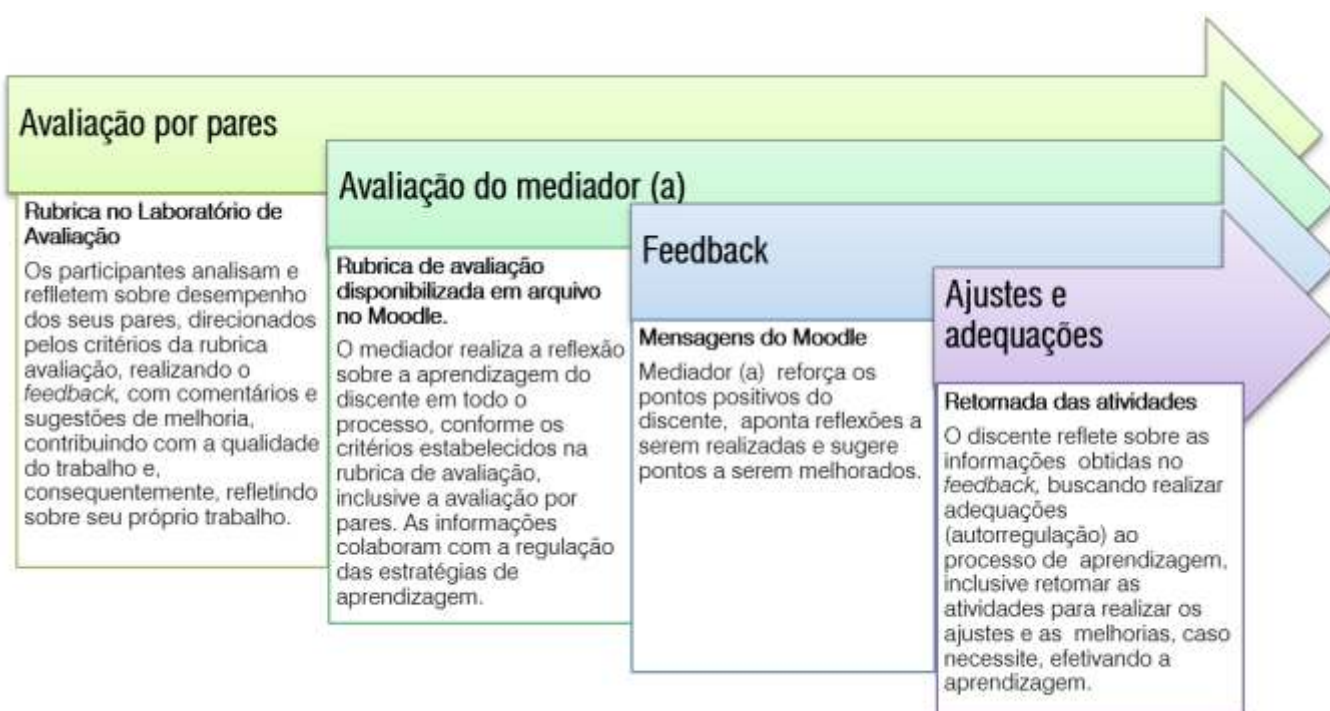 Avaliação por pares
Rubrica no Laboratório de
Avaliação
Os participantes analisam e
reflletem sobre desempenho
dos seus pares, direcionados
pelos critérios da rubrica
avaliação, realizando o
feedback, com comentários e
sugestões de melhoria,
contribuindo com a qualidade
do trabalho e,
consequentemente, refletindo
sobre seu próprio trabalho.
Avaliação do mediador (a)
Rubrica de avaliação
disponibilizada em arquivo
no Moodle.
O mediador realiza a reflexão
sobre a aprendizagem do
discente em todo o
processo, conforme os
critérios estabelecidos na
rubrica de avaliação,
inclusive a avaliação por
pares. As informações
colaboram com a regulação
das estratégias de
aprendizagem.
Feedback
Mensagens do Moodle
Mediador (a) reforça os
pontos positivos do
discente, aponta reflexões a
serem realizadas e sugere
pontos a serem melhorados.
Ajustes e
adequações
Retornada das atividades
O discente reflete sobre as
informações obtidas no
feedback, buscando realizar
adequações
(autorregulação) ao
processo de aprendizagem,
inclusive retomar as
atividades para realizar os
ajustes e as melhorias, caso
necessite, efetivando a
aprendizagem.